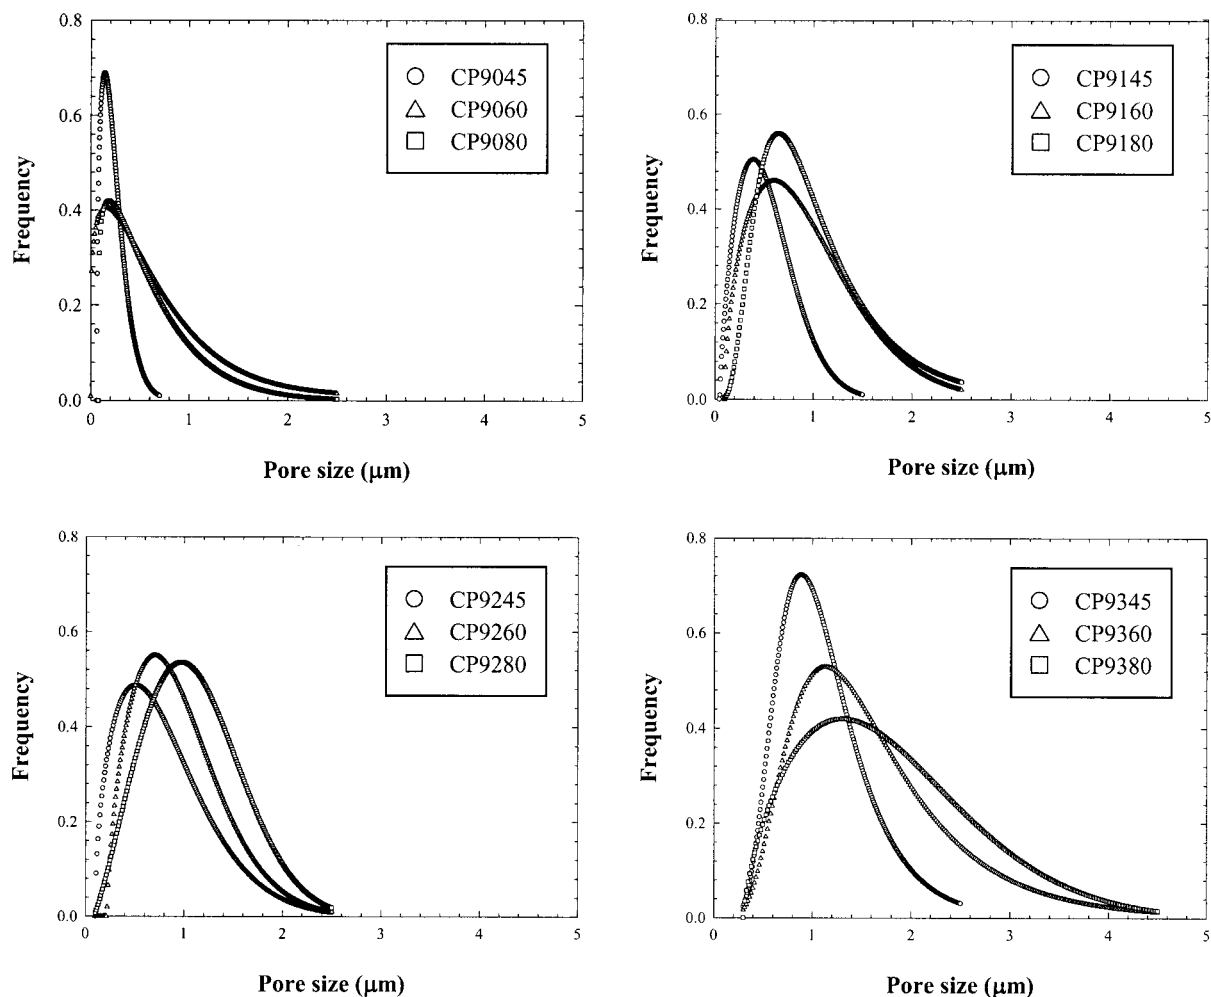 0.8
0.6
0.4
0.2
0.0
Frequency
CP9045
CP9060
CP9080
0 1 2 3 4 5
Pore size (μm)
0.8
0.6
0.4
0.2
0.0
Frequency
CP9145
CP9160
CP9180
0 1 2 3 4 5
Pore size (μm)
0.8
0.6
0.4
0.2
0.0
Frequency
CP9245
CP9260
CP9280
0 1 2 3 4 5
Pore size (μm)
0.8
0.6
0.4
0.2
0.0
Frequency
CP9345
CP9360
CP9380
0 1 2 3 4 5
Pore size (μm)